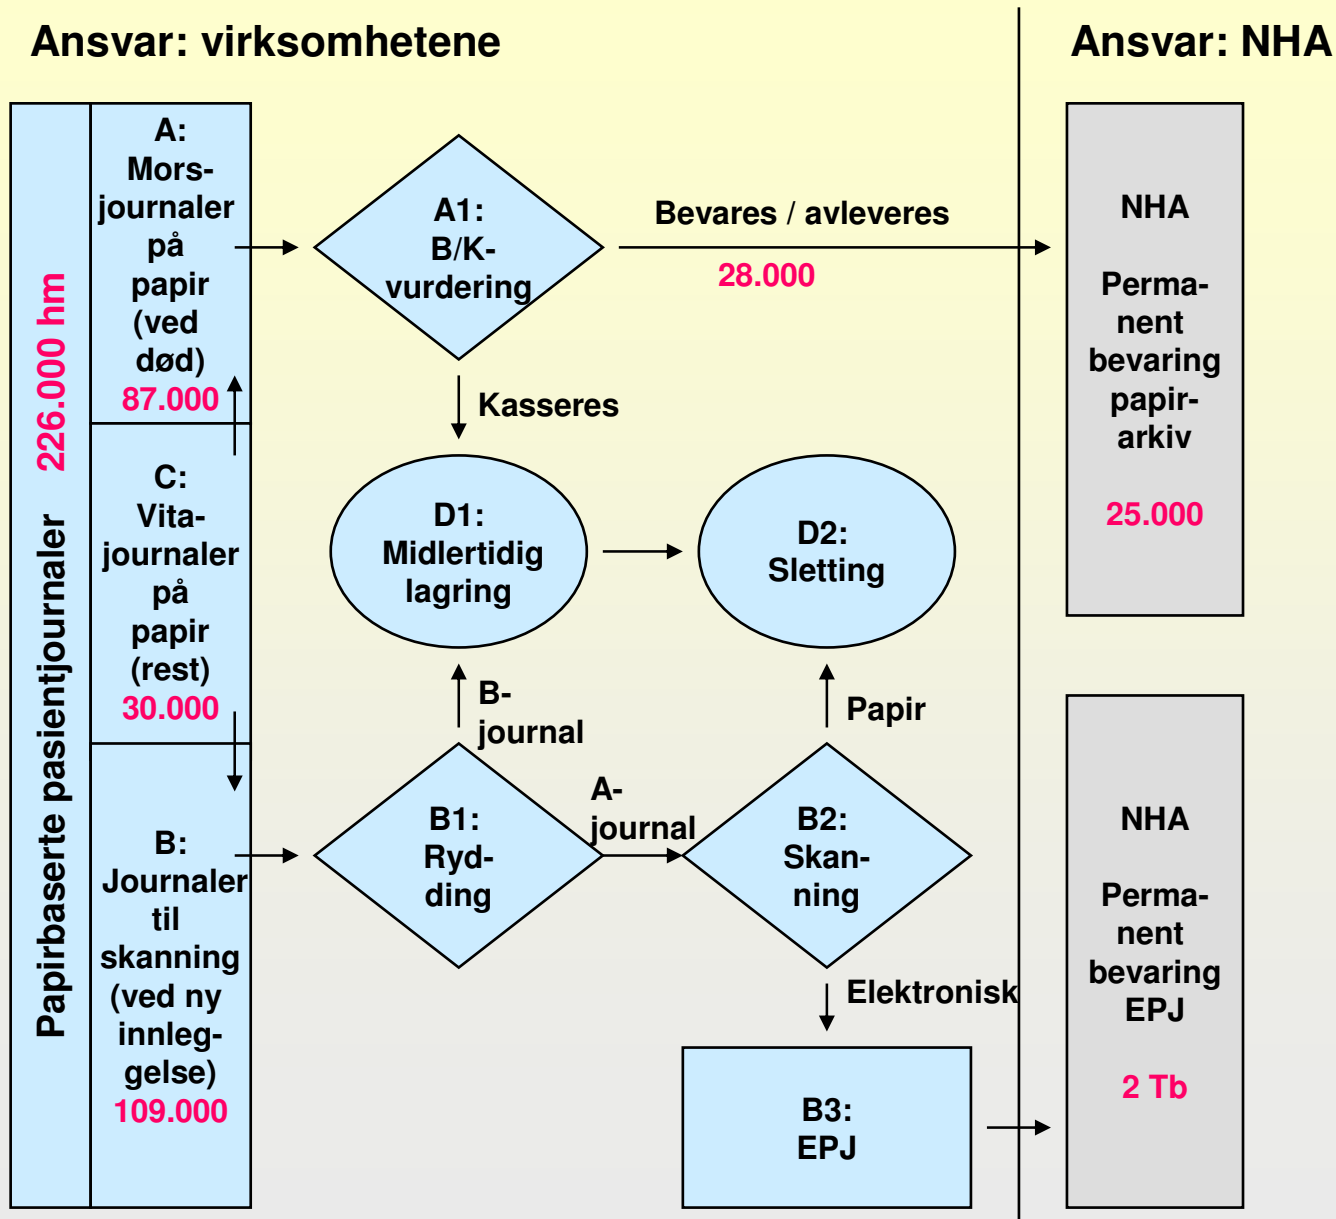 Ansvar: virksomhetene
Ansvar: NHA
Papirbaserte pasientjournaler 226.000 hm
A:
Mors-
journaler
på
papir
(ved
død)
87.000
C:
Vita-
journaler
på
papir
(rest)
30.000
B:
Journaler
til
skanning
(ved ny
innleg-
gelse)
109.000
A1:
B/K-
vurdering
Bevares / avleveres
28.000
Kasseres
D1:
Midlertidig
lagring
D2:
Sletting
B-
journal
Papir
B1:
Ryd-
ding
A-
journal
B2:
Skan-
ning
Elektronisk
B3:
EPJ
NHA
Perma-
nent
bevaring
papir-
arkiv
25.000
NHA
Perma-
nent
bevaring
EPJ
2 Tb